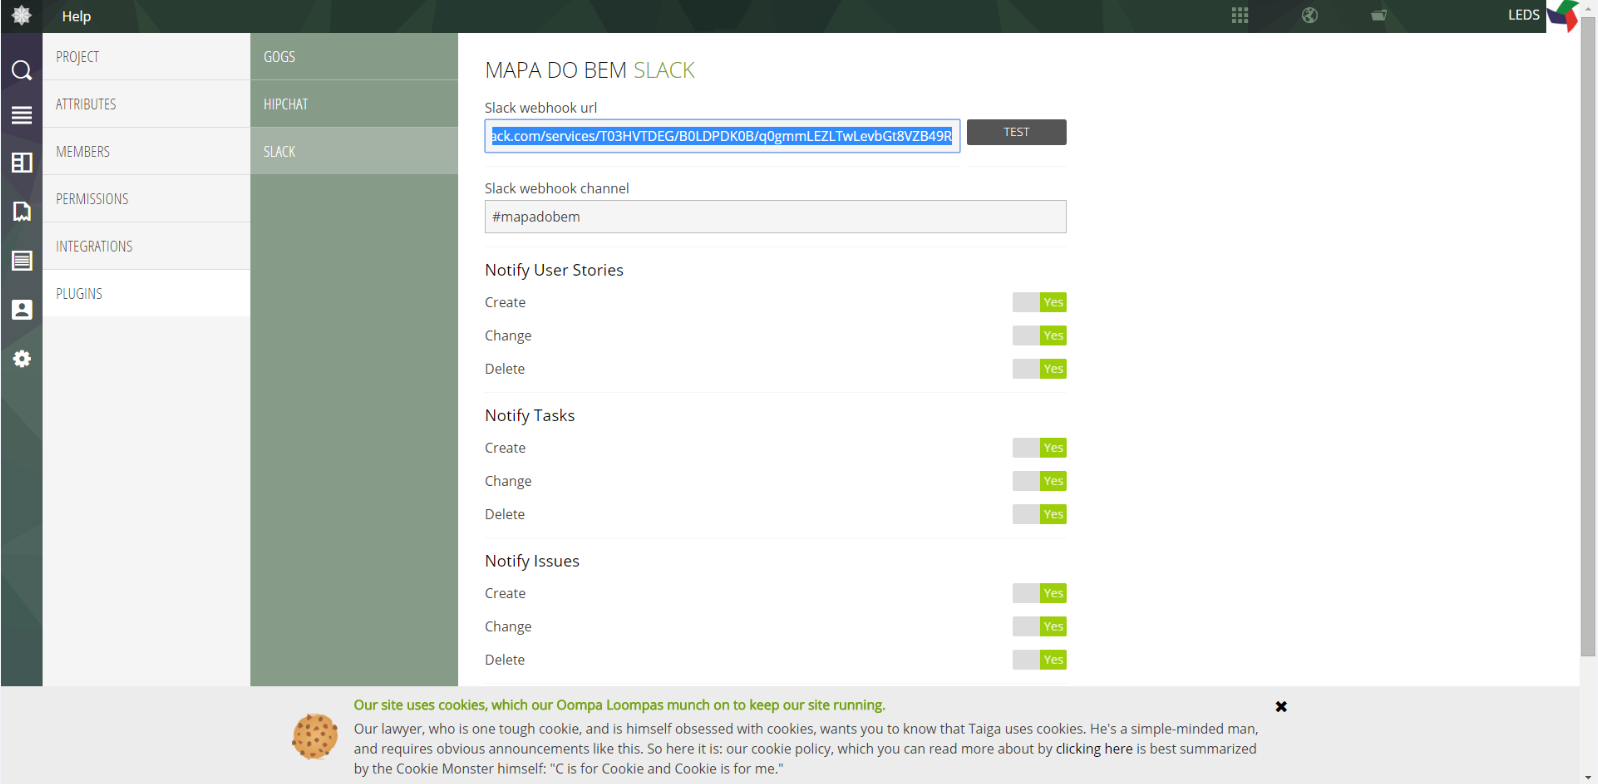 Help
LEDS
PROJECT
ATTRIBUTES
MEMBERS
PERMISSIONS
INTEGRATIONS
PLUGINS
GOGS
HIPCHAT
SLACK
MAPA DO BEM SLACK
Slack webhook url
ack.com/services/T03HVTDEG/B0LDPDK0B/q0gmmLEZLTwLevbGt8VZB49R
TEST
Slack webhook channel
#mapadobem
Notify User Stories
Create Yes
Change Yes
Delete Yes
Notify Tasks
Create Yes
Change Yes
Delete Yes
Notify Issues
Create Yes
Change Yes
Delete Yes
Our site uses cookies, which our Oompa Loompas munch on to keep our site running.
Our lawyer, who is one tough cookie, and is himself obsessed with cookies, wants you to know that Taiga uses cookies. He's a simple-minded man,
and requires obvious announcements like this. So here it is: our cookie policy, which you can read more about by clicking here is best summarized
by the Cookie Monster himself: "C is for Cookie and Cookie is for me."